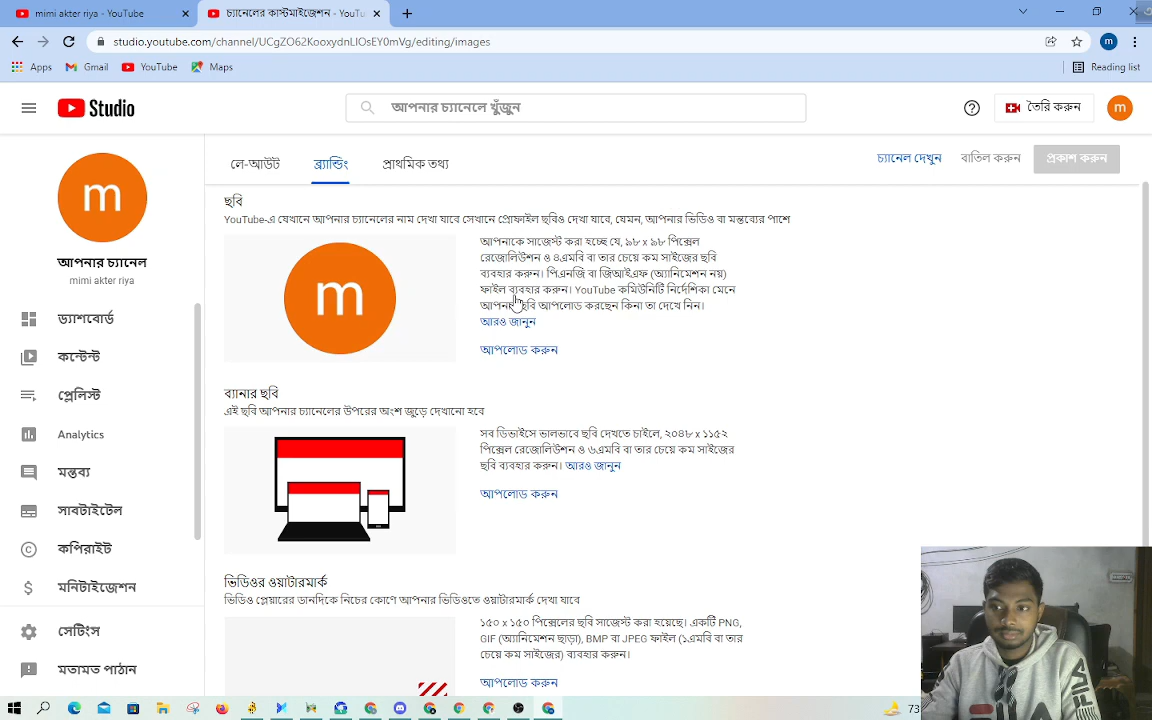 mimi akter riya - YouTube
চ্যানেলের কাস্টমাইজেশন - YouTu
studio.youtube.com/channel/UCgZO62KooxydnLIOsEY0mVg/editing/images
m
Apps
Gmail
YouTube
Maps
Reading list
Studio
আপনার চ্যানেলে খুঁজুন
তৈরি করুন
m
লে-আউট
ব্র্যান্ডিং
প্রাথমিক তথ্য
চ্যানেল দেখুন
বাতিল করুন
প্রকাশ করুন
m
আপনার চ্যানেল
mimi akter riya
ড্যাশবোর্ড
কন্টেন্ট
প্লেলিস্ট
Analytics
মন্তব্য
সাবটাইটেল
কপিরাইট
মনিটাইজেশন
সেটিংস
মতামত পাঠান
ছবি
YouTube-এ যেখানে আপনার চ্যানেলের নাম দেখা যাবে সেখানে প্রোফাইল ছবিও দেখা যাবে, যেমন, আপনার ভিডিও বা মন্তব্যের পাশে
m
আপনাকে সাজেস্ট করা হচ্ছে যে, ৯৮ x ৯৮ পিক্সেল
রেজোলিউশন ও ৪এমবি বা তার চেয়ে কম সাইজের ছবি
ব্যবহার করুন। পিএনজি বা জিআইএফ (অ্যানিমেশন নয়)
ফাইল ব্যবহার করুন। YouTube কমিউনিটি নির্দেশিকা মেনে
আপনার ছবি আপলোড করছেন কিনা তা দেখে নিন।
আরও জানুন
আপলোড করুন
ব্যানার ছবি
এই ছবি আপনার চ্যানেলের উপরের অংশ জুড়ে দেখানো হবে
সব ডিভাইসে ভালভাবে ছবি দেখতে চাইলে, ২০৪৮ x ১১৫২
পিক্সেল রেজোলিউশন ও ৬এমবি বা তার চেয়ে কম সাইজের
ছবি ব্যবহার করুন। আরও জানুন
আপলোড করুন
ভিডিওর ওয়াটারমার্ক
ভিডিও প্লেয়ারের ডানদিকে নিচের কোণে আপনার ভিডিওতে ওয়াটারমার্ক দেখা যাবে
১৫০ x ১৫০ পিক্সেলের ছবি সাজেস্ট করা হয়েছে। একটি PNG,
GIF (অ্যানিমেশন ছাড়া), BMP বা JPEG ফাইল (১এমবি বা তার
চেয়ে কম সাইজের) ব্যবহার করুন।
আপলোড করুন
73